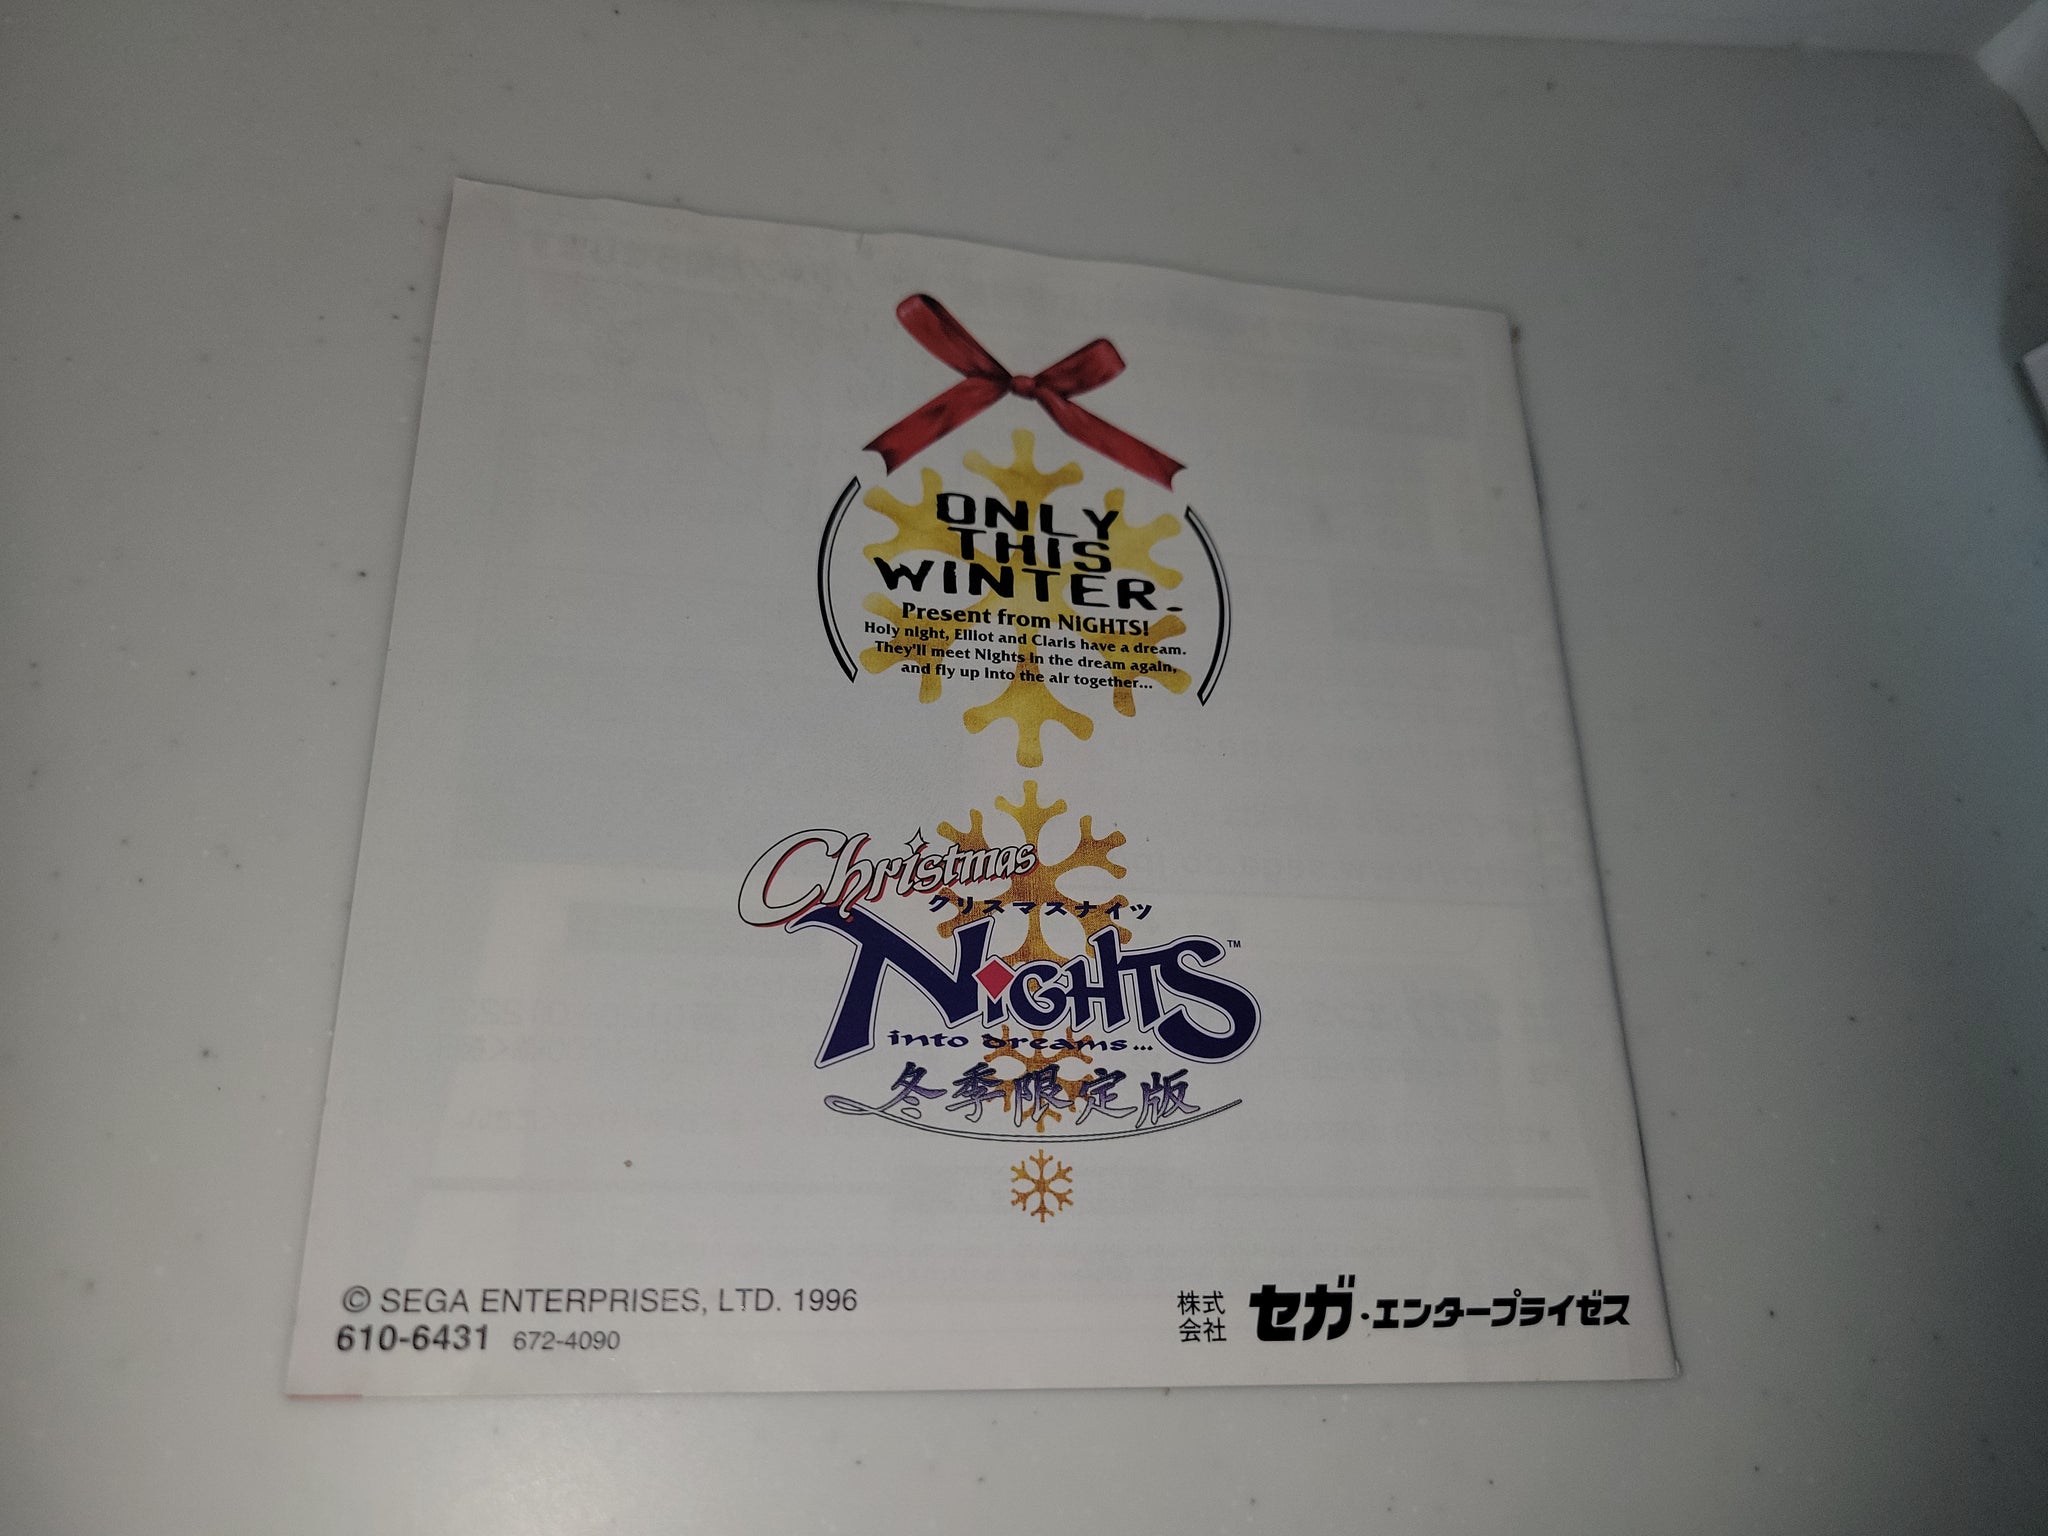 ONLY
THIS
WINTER.
Present from NiGHTS!
Holy night, Elliot and Claris have a dream.
They'll meet Nights in the dream again,
and fly up into the air together...
Christmas
クリスマスナイツ
NiGHTS™
into dreams...
冬季限定版
© SEGA ENTERPRISES, LTD. 1996
610-6431 672-4090
株式会社 セガ・エンタープライゼス